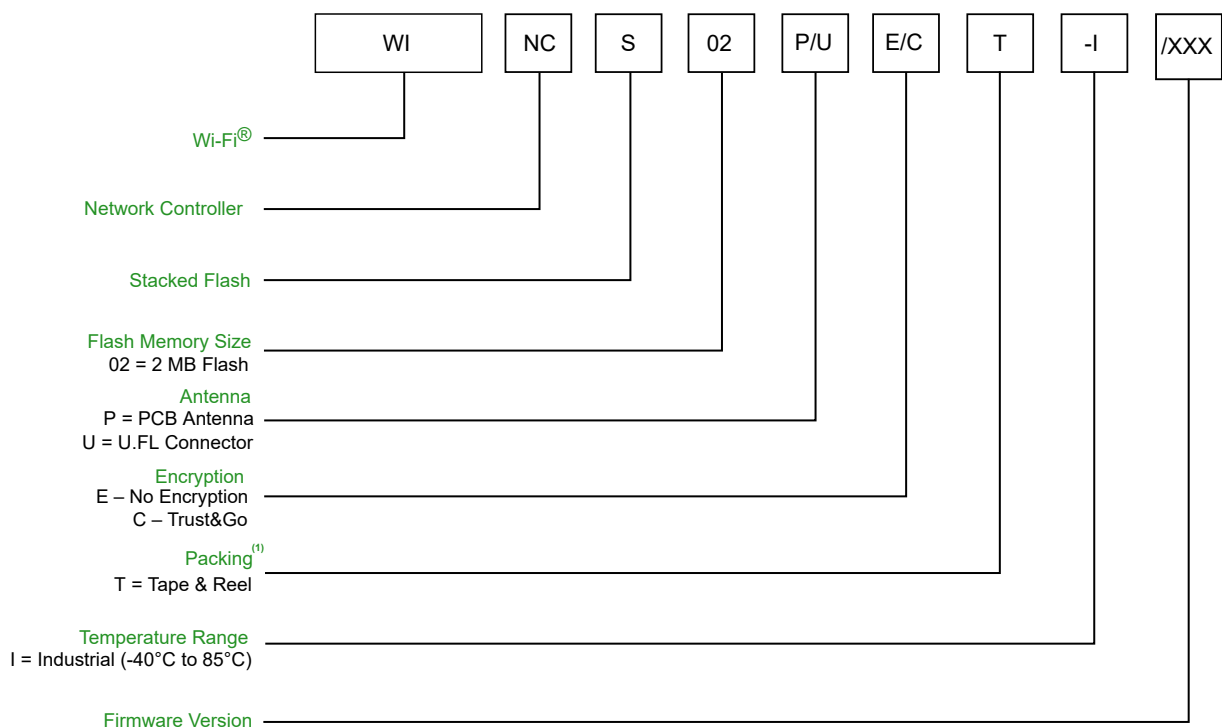 WI NC S 02 P/U E/C T -I /XXX
Wi-Fi®
Network Controller
Stacked Flash
Flash Memory Size
02 = 2 MB Flash
Antenna
P = PCB Antenna
U = U.FL Connector
Encryption
E – No Encryption
C – Trust&Go
Packing(1)
T = Tape & Reel
Temperature Range
I = Industrial (-40°C to 85°C)
Firmware Version